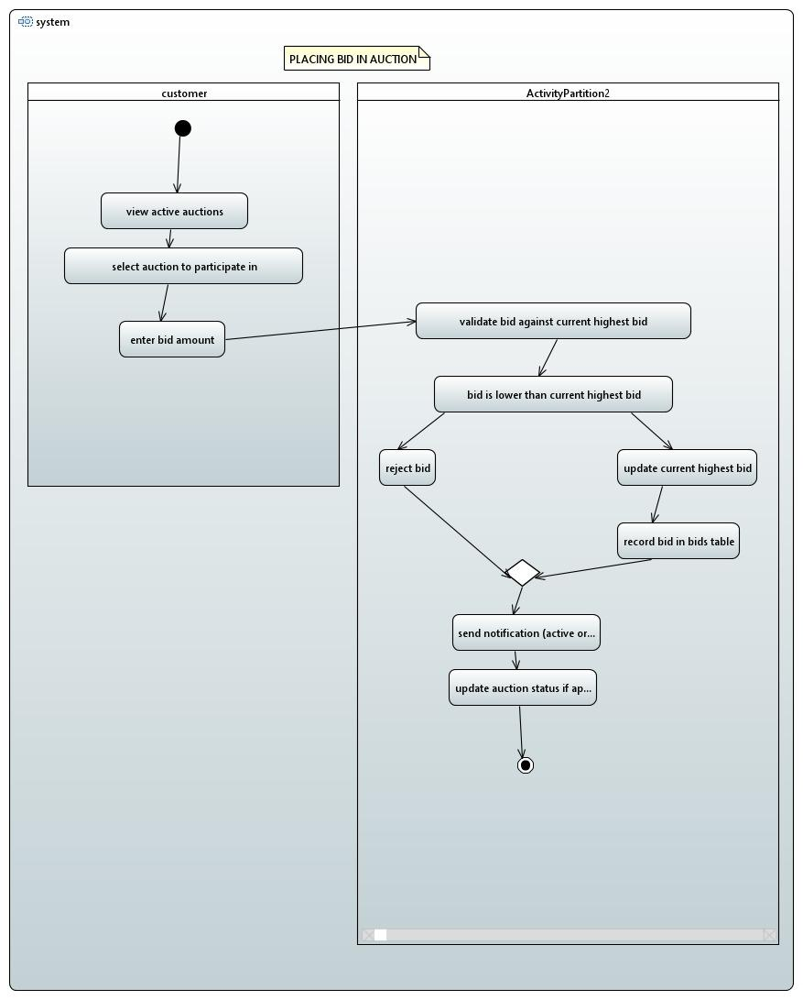 system
PLACING BID IN AUCTION
customer
ActivityPartition2
view active auctions
select auction to participate in
enter bid amount
validate bid against current highest bid
bid is lower than current highest bid
reject bid
update current highest bid
record bid in bids table
send notification (active or...
update auction status if ap...